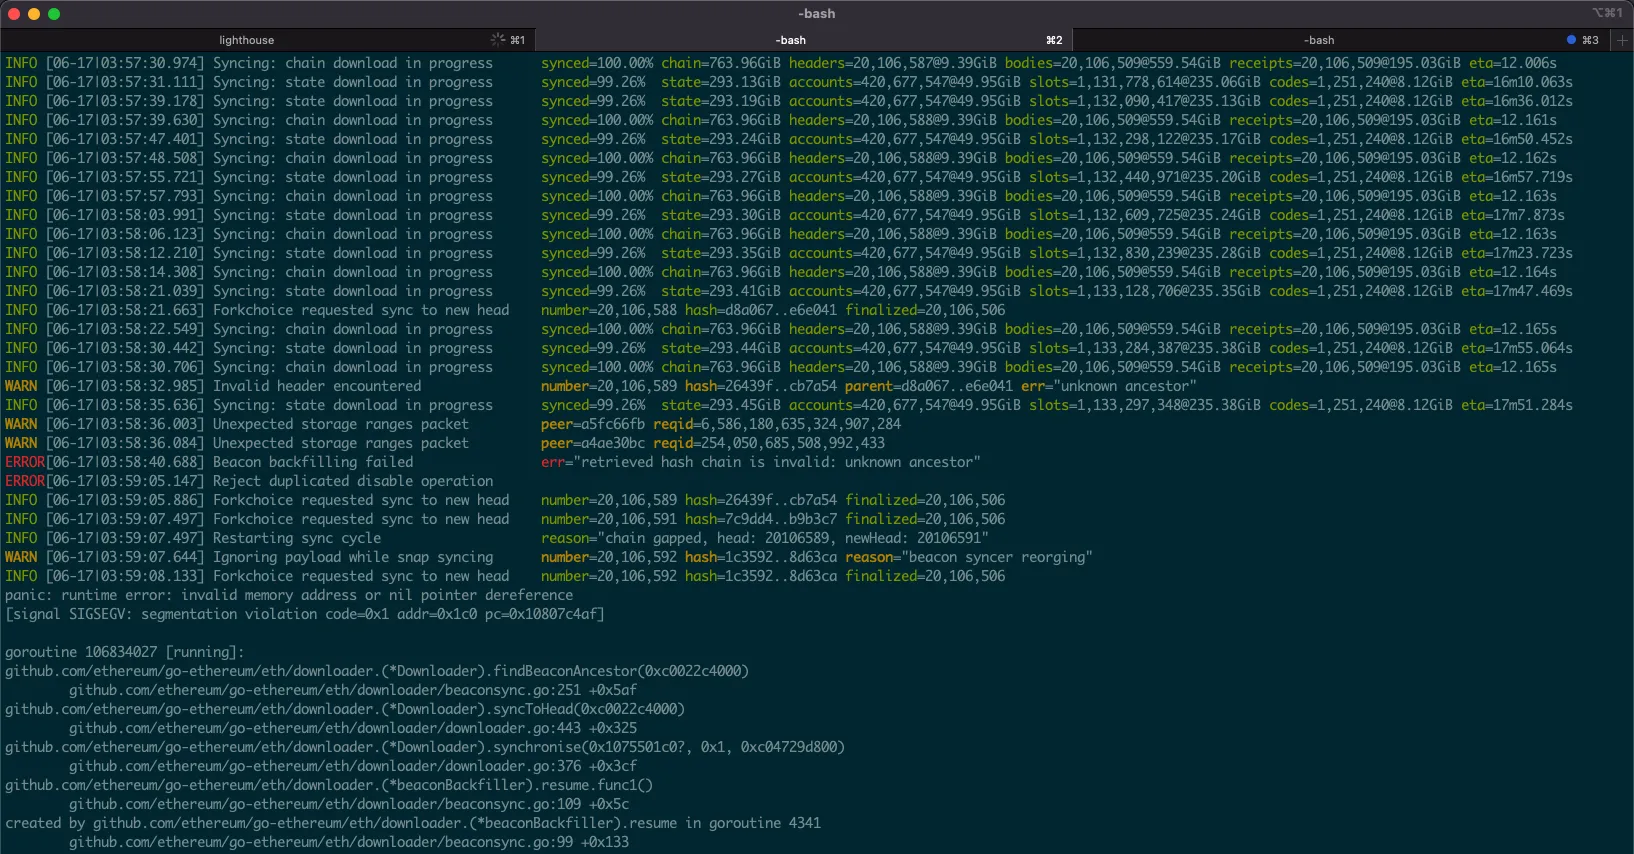 -bash
⌥⌘1
lighthouse ⌘1 -bash ⌘2 -bash ⌘3 +
INFO [06-17|03:57:30.974] Syncing: chain download in progress synced=100.00% chain=763.96GiB headers=20,106,587@9.39GiB bodies=20,106,509@559.54GiB receipts=20,106,509@195.03GiB eta=12.006s
INFO [06-17|03:57:31.111] Syncing: state download in progress synced=99.26% state=293.13GiB accounts=420,677,547@49.95GiB slots=1,131,778,614@235.06GiB codes=1,251,240@8.12GiB eta=16m10.063s
INFO [06-17|03:57:39.178] Syncing: state download in progress synced=99.26% state=293.19GiB accounts=420,677,547@49.95GiB slots=1,132,090,417@235.13GiB codes=1,251,240@8.12GiB eta=16m36.012s
INFO [06-17|03:57:39.630] Syncing: chain download in progress synced=100.00% chain=763.96GiB headers=20,106,588@9.39GiB bodies=20,106,509@559.54GiB receipts=20,106,509@195.03GiB eta=12.161s
INFO [06-17|03:57:47.401] Syncing: state download in progress synced=99.26% state=293.24GiB accounts=420,677,547@49.95GiB slots=1,132,298,122@235.17GiB codes=1,251,240@8.12GiB eta=16m50.452s
INFO [06-17|03:57:48.508] Syncing: chain download in progress synced=100.00% chain=763.96GiB headers=20,106,588@9.39GiB bodies=20,106,509@559.54GiB receipts=20,106,509@195.03GiB eta=12.162s
INFO [06-17|03:57:55.721] Syncing: state download in progress synced=99.26% state=293.27GiB accounts=420,677,547@49.95GiB slots=1,132,440,971@235.20GiB codes=1,251,240@8.12GiB eta=16m57.719s
INFO [06-17|03:57:57.793] Syncing: chain download in progress synced=100.00% chain=763.96GiB headers=20,106,588@9.39GiB bodies=20,106,509@559.54GiB receipts=20,106,509@195.03GiB eta=12.163s
INFO [06-17|03:58:03.991] Syncing: state download in progress synced=99.26% state=293.30GiB accounts=420,677,547@49.95GiB slots=1,132,609,725@235.24GiB codes=1,251,240@8.12GiB eta=17m7.873s
INFO [06-17|03:58:06.123] Syncing: chain download in progress synced=100.00% chain=763.96GiB headers=20,106,588@9.39GiB bodies=20,106,509@559.54GiB receipts=20,106,509@195.03GiB eta=12.163s
INFO [06-17|03:58:12.210] Syncing: state download in progress synced=99.26% state=293.35GiB accounts=420,677,547@49.95GiB slots=1,132,830,239@235.28GiB codes=1,251,240@8.12GiB eta=17m23.723s
INFO [06-17|03:58:14.308] Syncing: chain download in progress synced=100.00% chain=763.96GiB headers=20,106,588@9.39GiB bodies=20,106,509@559.54GiB receipts=20,106,509@195.03GiB eta=12.164s
INFO [06-17|03:58:21.039] Syncing: state download in progress synced=99.26% state=293.41GiB accounts=420,677,547@49.95GiB slots=1,133,128,706@235.35GiB codes=1,251,240@8.12GiB eta=17m47.469s
INFO [06-17|03:58:21.663] Forkchoice requested sync to new head number=20,106,588 hash=d8a067..e6e041 finalized=20,106,506
INFO [06-17|03:58:22.549] Syncing: chain download in progress synced=100.00% chain=763.96GiB headers=20,106,588@9.39GiB bodies=20,106,509@559.54GiB receipts=20,106,509@195.03GiB eta=12.165s
INFO [06-17|03:58:30.442] Syncing: state download in progress synced=99.26% state=293.44GiB accounts=420,677,547@49.95GiB slots=1,133,284,387@235.38GiB codes=1,251,240@8.12GiB eta=17m55.064s
INFO [06-17|03:58:30.706] Syncing: chain download in progress synced=100.00% chain=763.96GiB headers=20,106,588@9.39GiB bodies=20,106,509@559.54GiB receipts=20,106,509@195.03GiB eta=12.165s
WARN [06-17|03:58:32.985] Invalid header encountered number=20,106,589 hash=26439f..cb7a54 parent=d8a067..e6e041 err="unknown ancestor"
INFO [06-17|03:58:35.636] Syncing: state download in progress synced=99.26% state=293.45GiB accounts=420,677,547@49.95GiB slots=1,133,297,348@235.38GiB codes=1,251,240@8.12GiB eta=17m51.284s
WARN [06-17|03:58:36.003] Unexpected storage ranges packet peer=a5fc66fb reqid=6,586,180,635,324,907,284
WARN [06-17|03:58:36.084] Unexpected storage ranges packet peer=a4ae30bc reqid=254,050,685,508,992,433
ERROR[06-17|03:58:40.688] Beacon backfilling failed err="retrieved hash chain is invalid: unknown ancestor"
ERROR[06-17|03:59:05.147] Reject duplicated disable operation
INFO [06-17|03:59:05.886] Forkchoice requested sync to new head number=20,106,589 hash=26439f..cb7a54 finalized=20,106,506
INFO [06-17|03:59:07.497] Forkchoice requested sync to new head number=20,106,591 hash=7c9dd4..b9b3c7 finalized=20,106,506
INFO [06-17|03:59:07.497] Restarting sync cycle reason="chain gapped, head: 20106589, newHead: 20106591"
WARN [06-17|03:59:07.644] Ignoring payload while snap syncing number=20,106,592 hash=1c3592..8d63ca reason="beacon syncer reorging"
INFO [06-17|03:59:08.133] Forkchoice requested sync to new head number=20,106,592 hash=1c3592..8d63ca finalized=20,106,506
panic: runtime error: invalid memory address or nil pointer dereference
[signal SIGSEGV: segmentation violation code=0x1 addr=0x1c0 pc=0x10807c4af]
goroutine 106834027 [running]:
github.com/ethereum/go-ethereum/eth/downloader.(*Downloader).findBeaconAncestor(0xc0022c4000)
github.com/ethereum/go-ethereum/eth/downloader/beaconsync.go:251 +0x5af
github.com/ethereum/go-ethereum/eth/downloader.(*Downloader).syncToHead(0xc0022c4000)
github.com/ethereum/go-ethereum/eth/downloader/downloader.go:443 +0x325
github.com/ethereum/go-ethereum/eth/downloader.(*Downloader).synchronise(0x1075501c0?, 0x1, 0xc04729d800)
github.com/ethereum/go-ethereum/eth/downloader/downloader.go:376 +0x3cf
github.com/ethereum/go-ethereum/eth/downloader.(*beaconBackfiller).resume.func1()
github.com/ethereum/go-ethereum/eth/downloader/beaconsync.go:109 +0x5c
created by github.com/ethereum/go-ethereum/eth/downloader.(*beaconBackfiller).resume in goroutine 4341
github.com/ethereum/go-ethereum/eth/downloader/beaconsync.go:99 +0x133